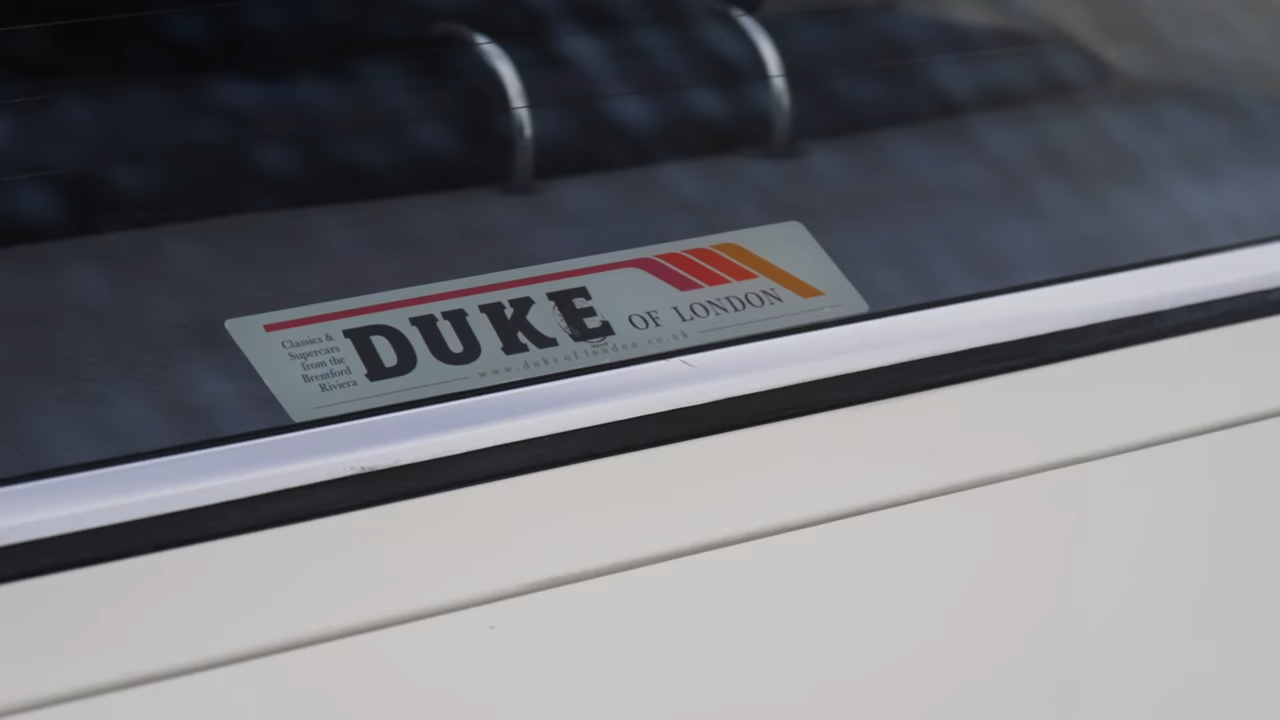 Classics &
Supercars
from the
Brentford
Riviera
DUKE
OF LONDON
www.dukeoflondon.co.uk